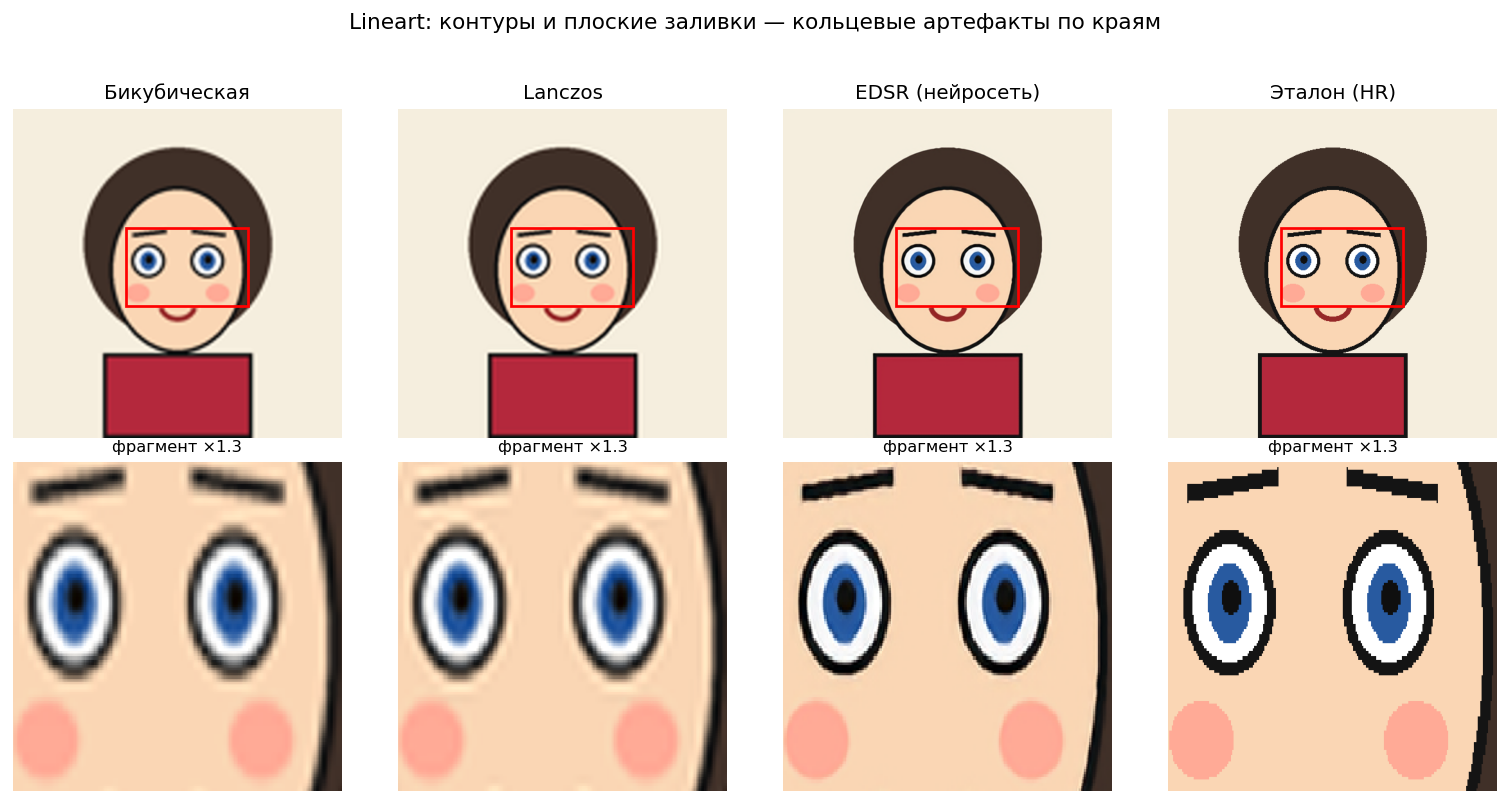 Lineart: контуры и плоские заливки — кольцевые артефакты по краям
Бикубическая
Lanczos
EDSR (нейросеть)
Эталон (HR)
фрагмент ×1.3
фрагмент ×1.3
фрагмент ×1.3
фрагмент ×1.3